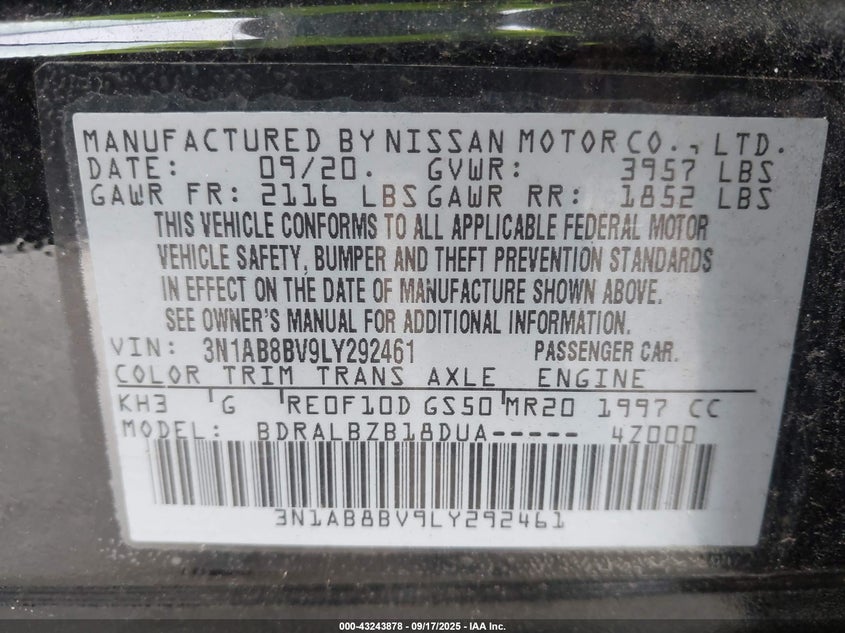 MANUFACTURED BY NISSAN MOTOR CO., LTD.
DATE: 09/20. GVWR: 3957 LBS
GAWR FR: 2116 LBS GAWR RR: 1852 LBS
THIS VEHICLE CONFORMS TO ALL APPLICABLE FEDERAL MOTOR
VEHICLE SAFETY, BUMPER AND THEFT PREVENTION STANDARDS
IN EFFECT ON THE DATE OF MANUFACTURE SHOWN ABOVE.
SEE OWNER'S MANUAL FOR ADDITIONAL INFORMATION.
VIN: 3N1AB8BV9LY292461 PASSENGER CAR.
COLOR TRIM TRANS AXLE ENGINE
KH3 G RE0F10D GS50 MR20 1997 CC
MODEL: BDRALBZB18DUA----- 4Z000
3N1AB8BV9LY292461
000-43243878 - 09/17/2025 - IAA Inc.